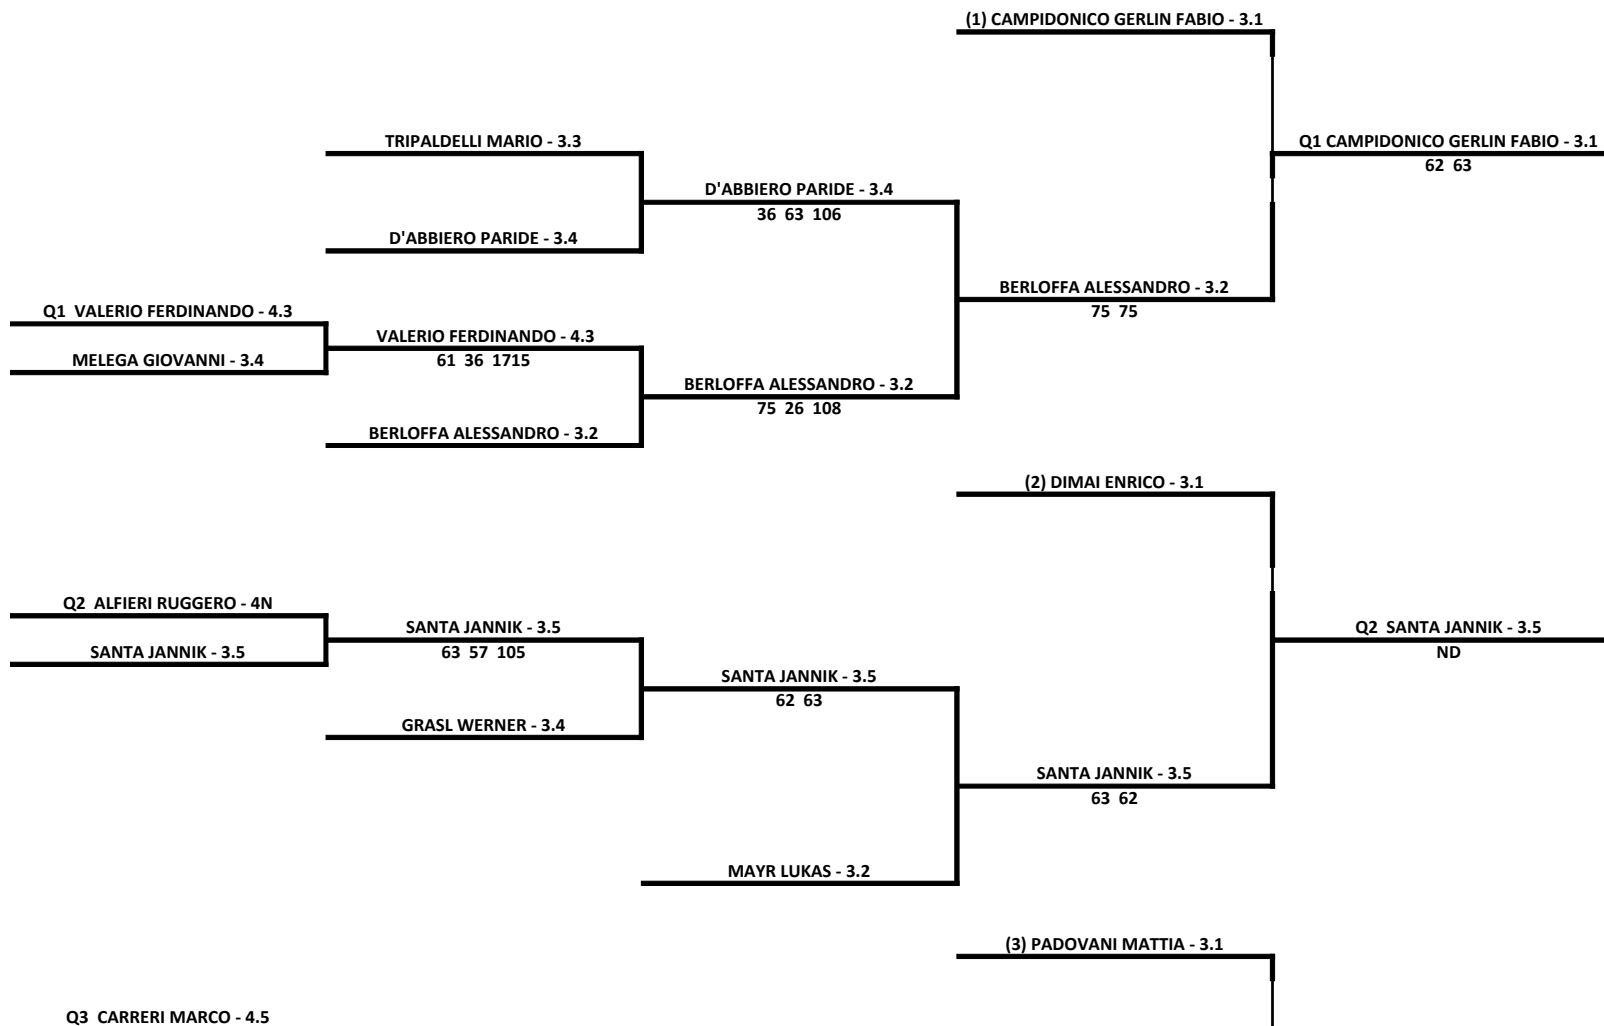 (1) CAMPIDONICO GERLIN FABIO - 3.1
TRIPALDELLI MARIO - 3.3
Q1 CAMPIDONICO GERLIN FABIO - 3.1
62 63
D'ABBIERO PARIDE - 3.4
36 63 106
D'ABBIERO PARIDE - 3.4
BERLOFFA ALESSANDRO - 3.2
75 75
Q1 VALERIO FERDINANDO - 4.3
VALERIO FERDINANDO - 4.3
61 36 1715
MELEGA GIOVANNI - 3.4
BERLOFFA ALESSANDRO - 3.2
75 26 108
BERLOFFA ALESSANDRO - 3.2
(2) DIMAI ENRICO - 3.1
Q2 ALFIERI RUGGERO - 4N
SANTA JANNIK - 3.5
63 57 105
Q2 SANTA JANNIK - 3.5
ND
SANTA JANNIK - 3.5
SANTA JANNIK - 3.5
62 63
GRASL WERNER - 3.4
SANTA JANNIK - 3.5
63 62
MAYR LUKAS - 3.2
(3) PADOVANI MATTIA - 3.1
Q3 CARRERI MARCO - 4.5